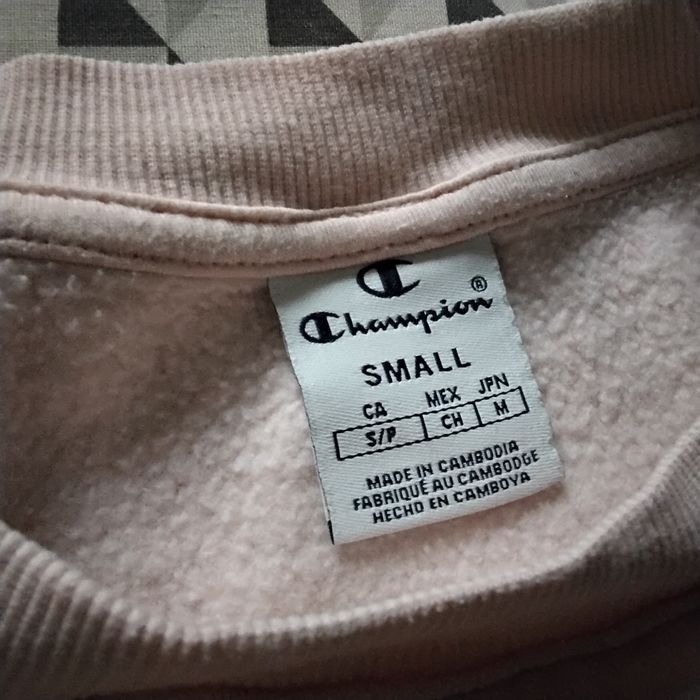 Champion®
SMALL
CA MEX JPN
S/P CH M
MADE IN CAMBODIA
FABRIQUÉ AU CAMBODGE
HECHO EN CAMBOYA